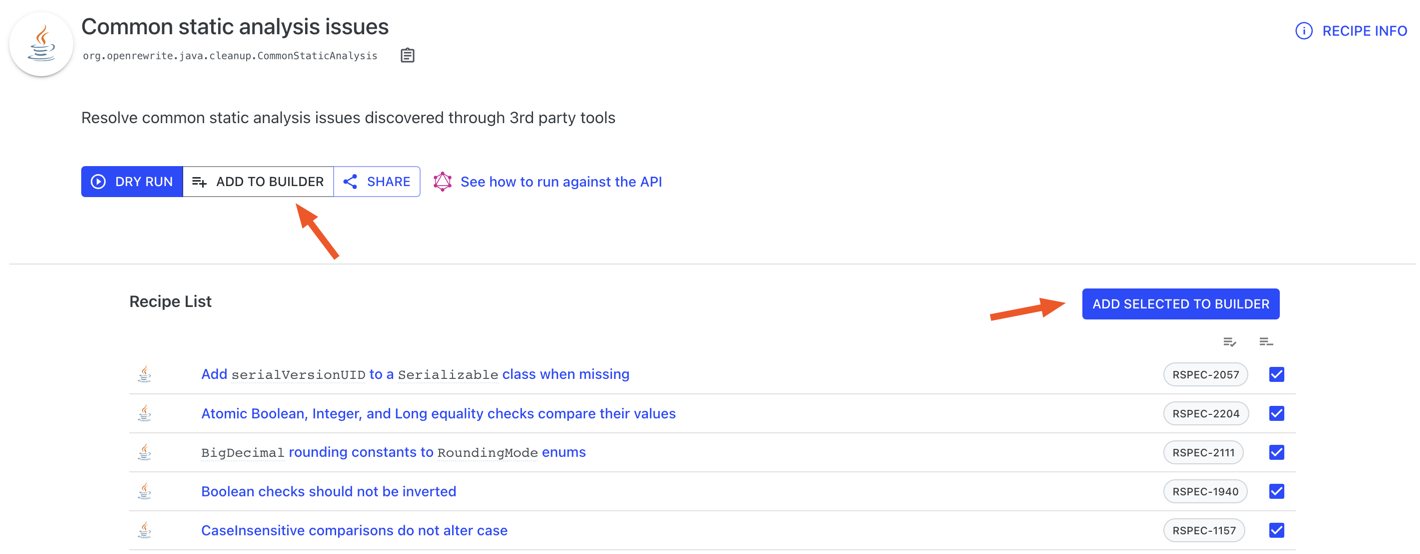 Common static analysis issues
RECIPE INFO
org.openrewrite.java.cleanup.CommonStaticAnalysis
Resolve common static analysis issues discovered through 3rd party tools
DRY RUN ADD TO BUILDER SHARE See how to run against the API
Recipe List
ADD SELECTED TO BUILDER
Add serialVersionUID to a Serializable class when missing RSPEC-2057
Atomic Boolean, Integer, and Long equality checks compare their values RSPEC-2204
BigDecimal rounding constants to RoundingMode enums RSPEC-2111
Boolean checks should not be inverted RSPEC-1940
CaseInsensitive comparisons do not alter case RSPEC-1157